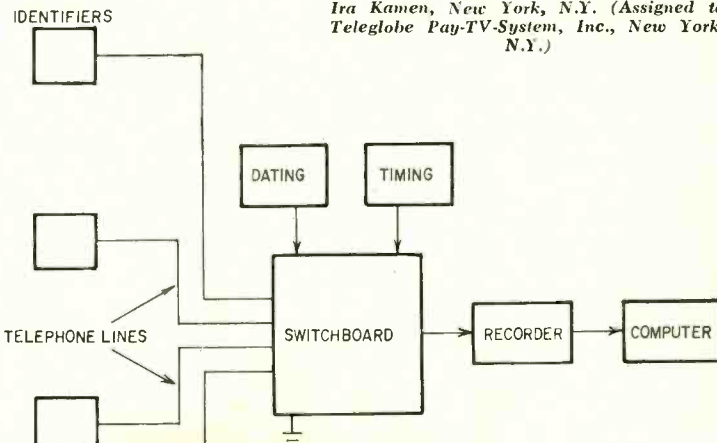 Ira Kamen, New York, N.Y. (Assigned to
Teleglobe Pay-TV-System, Inc., New York
N.Y.)
IDENTIFIERS
DATING
TIMING
TELEPHONE LINES
SWITCHBOARD
RECORDER
COMPUTER